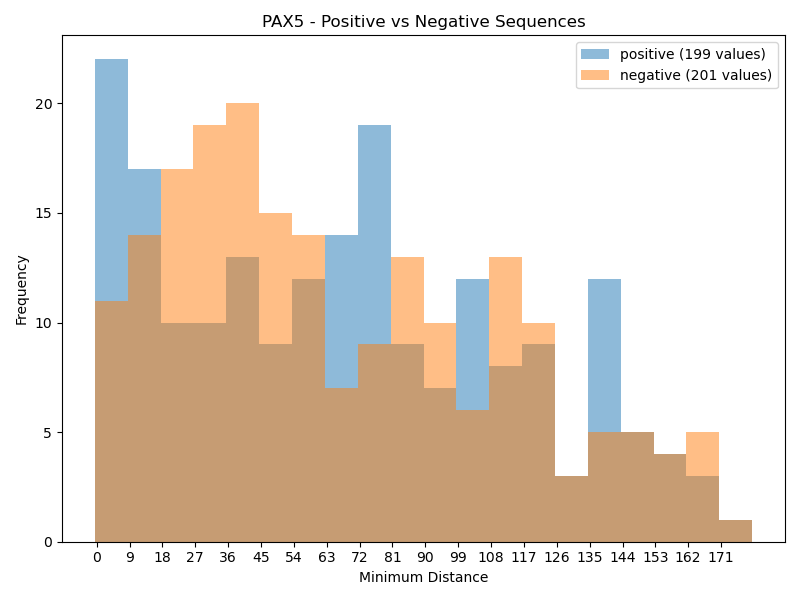 PAX5 - Positive vs Negative Sequences
positive (199 values)
negative (201 values)
Frequency
20
15
10
5
0
0 9 18 27 36 45 54 63 72 81 90 99 108 117 126 135 144 153 162 171
Minimum Distance